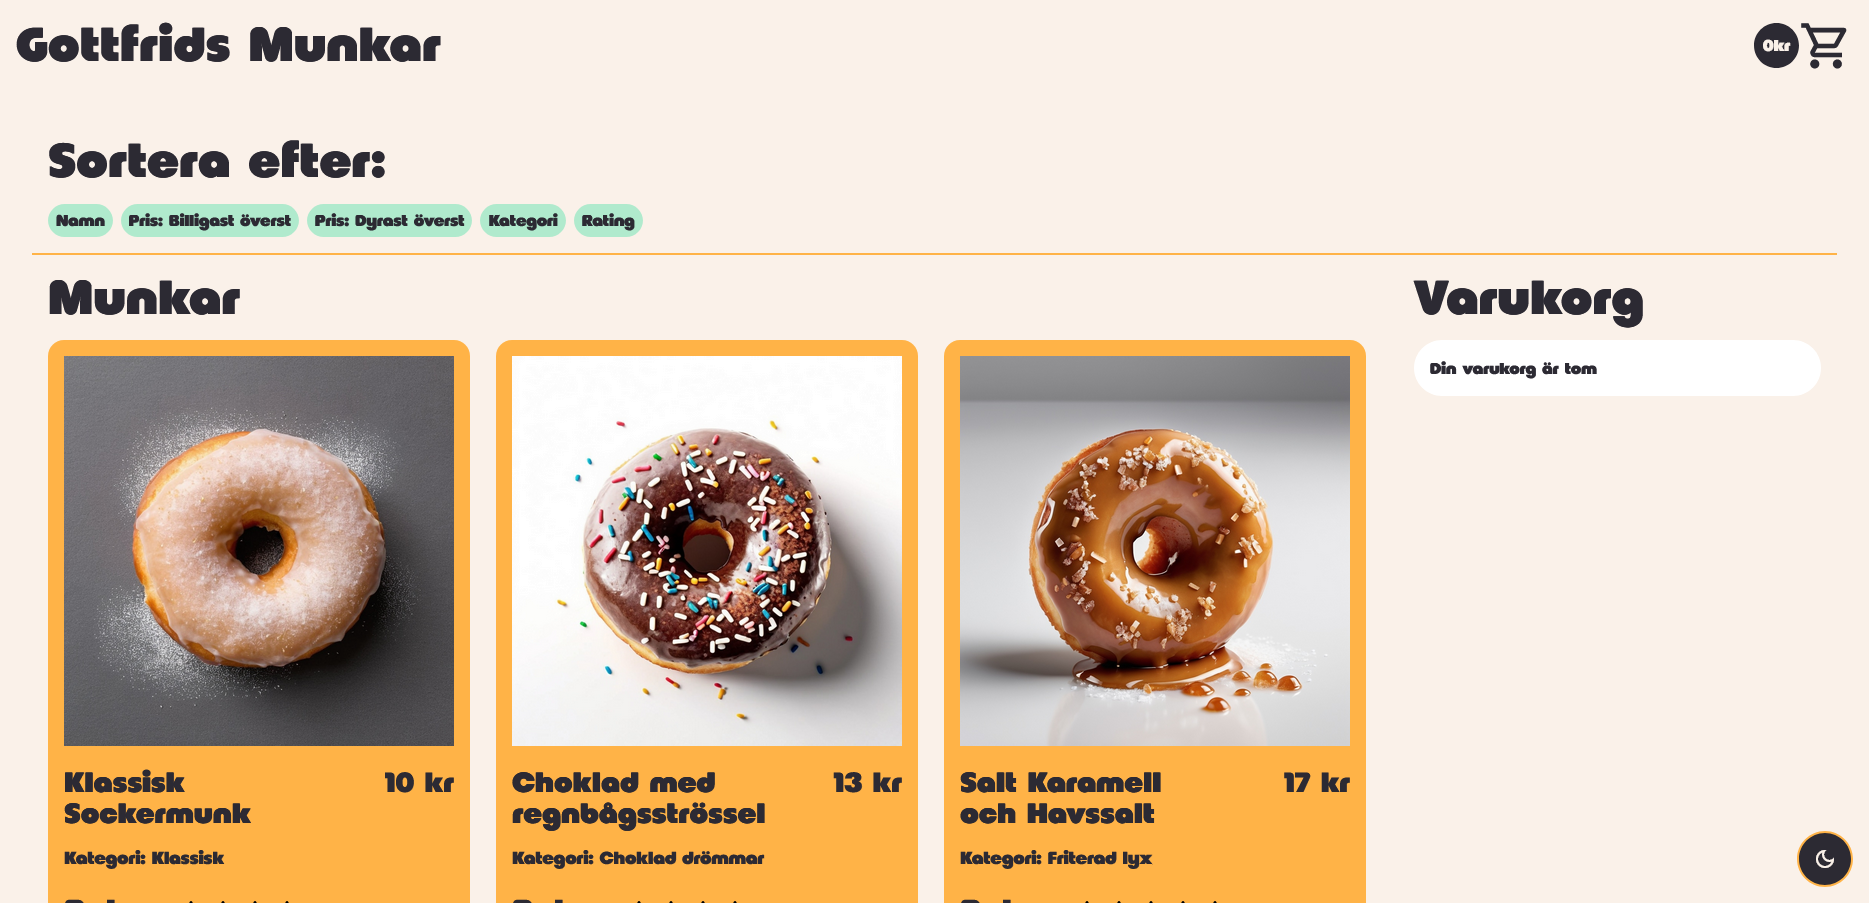 Gottfrids Munkar
0kr
Sortera efter:
Namn
Pris: Billigast överst
Pris: Dyrast överst
Kategori
Rating
Munkar
Varukorg
Din varukorg är tom
Klassisk
Sockermunk
10 kr
Kategori: Klassisk
Choklad med
regnbågsströssel
13 kr
Kategori: Choklad drömmar
Salt Karamell
och Havssalt
17 kr
Kategori: Friterad lyx